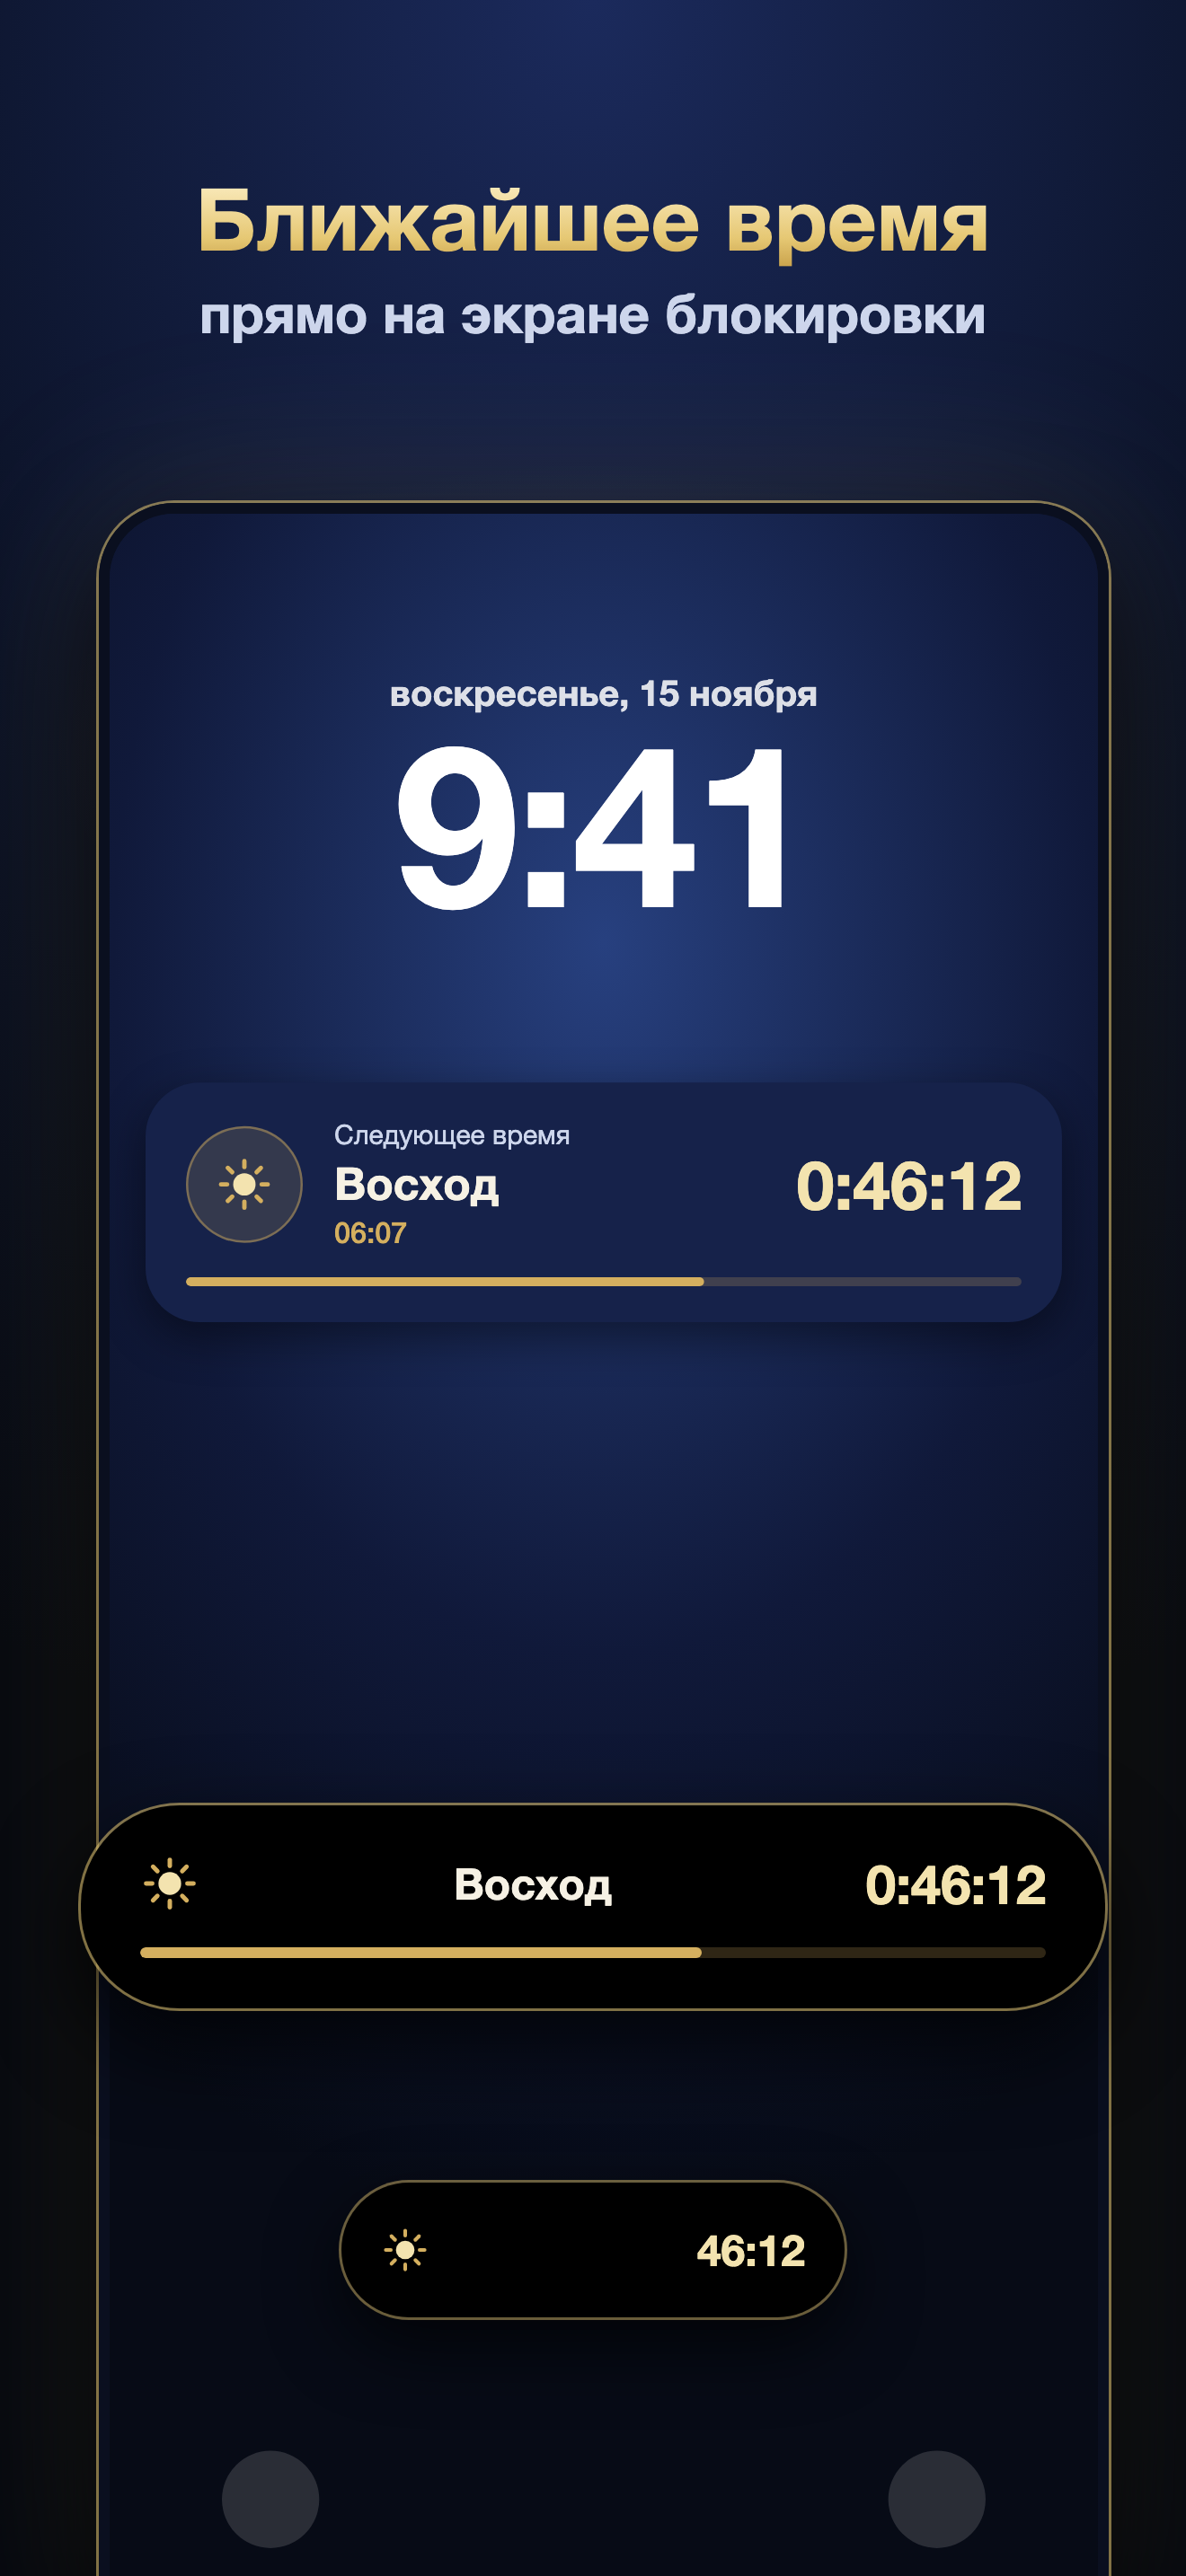 Ближайшее время
прямо на экране блокировки
воскресенье, 15 ноября
9:41
Следующее время
Восход
06:07
0:46:12
Восход
0:46:12
46:12